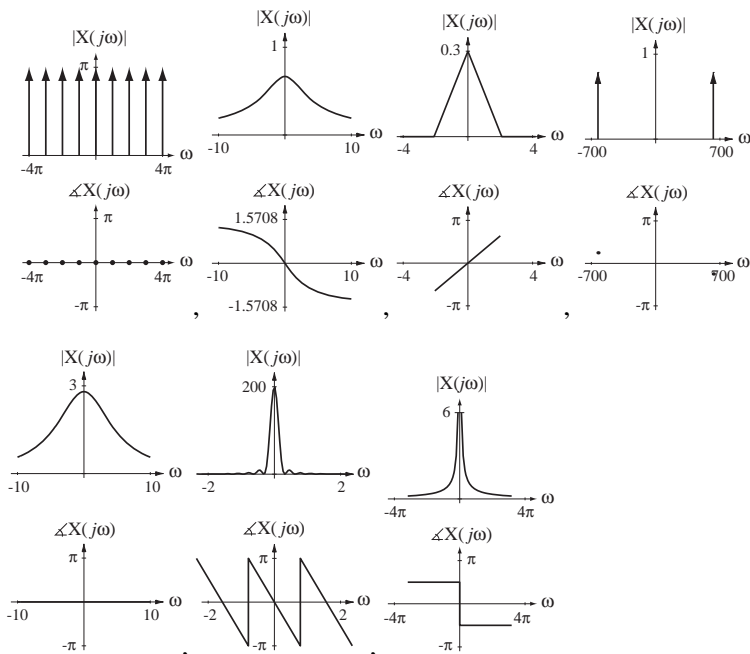 |X(jω)|
π
-4π
4π
ω
∡X(jω)
π
-4π
4π
ω
-π
,
|X(jω)|
1
-10
10
ω
∡X(jω)
1.5708
-10
10
ω
-1.5708
,
|X(jω)|
0.3
-4
4
ω
∡X(jω)
π
-4
4
ω
-π
,
|X(jω)|
1
-700
700
ω
∡X(jω)
π
-700
700
ω
-π
|X(jω)|
3
-10
10
ω
∡X(jω)
π
-10
10
ω
-π
,
|X(jω)|
200
-2
2
ω
∡X(jω)
π
-2
2
ω
-π
,
|X(jω)|
6
-4π
4π
ω
∡X(jω)
π
-4π
4π
ω
-π